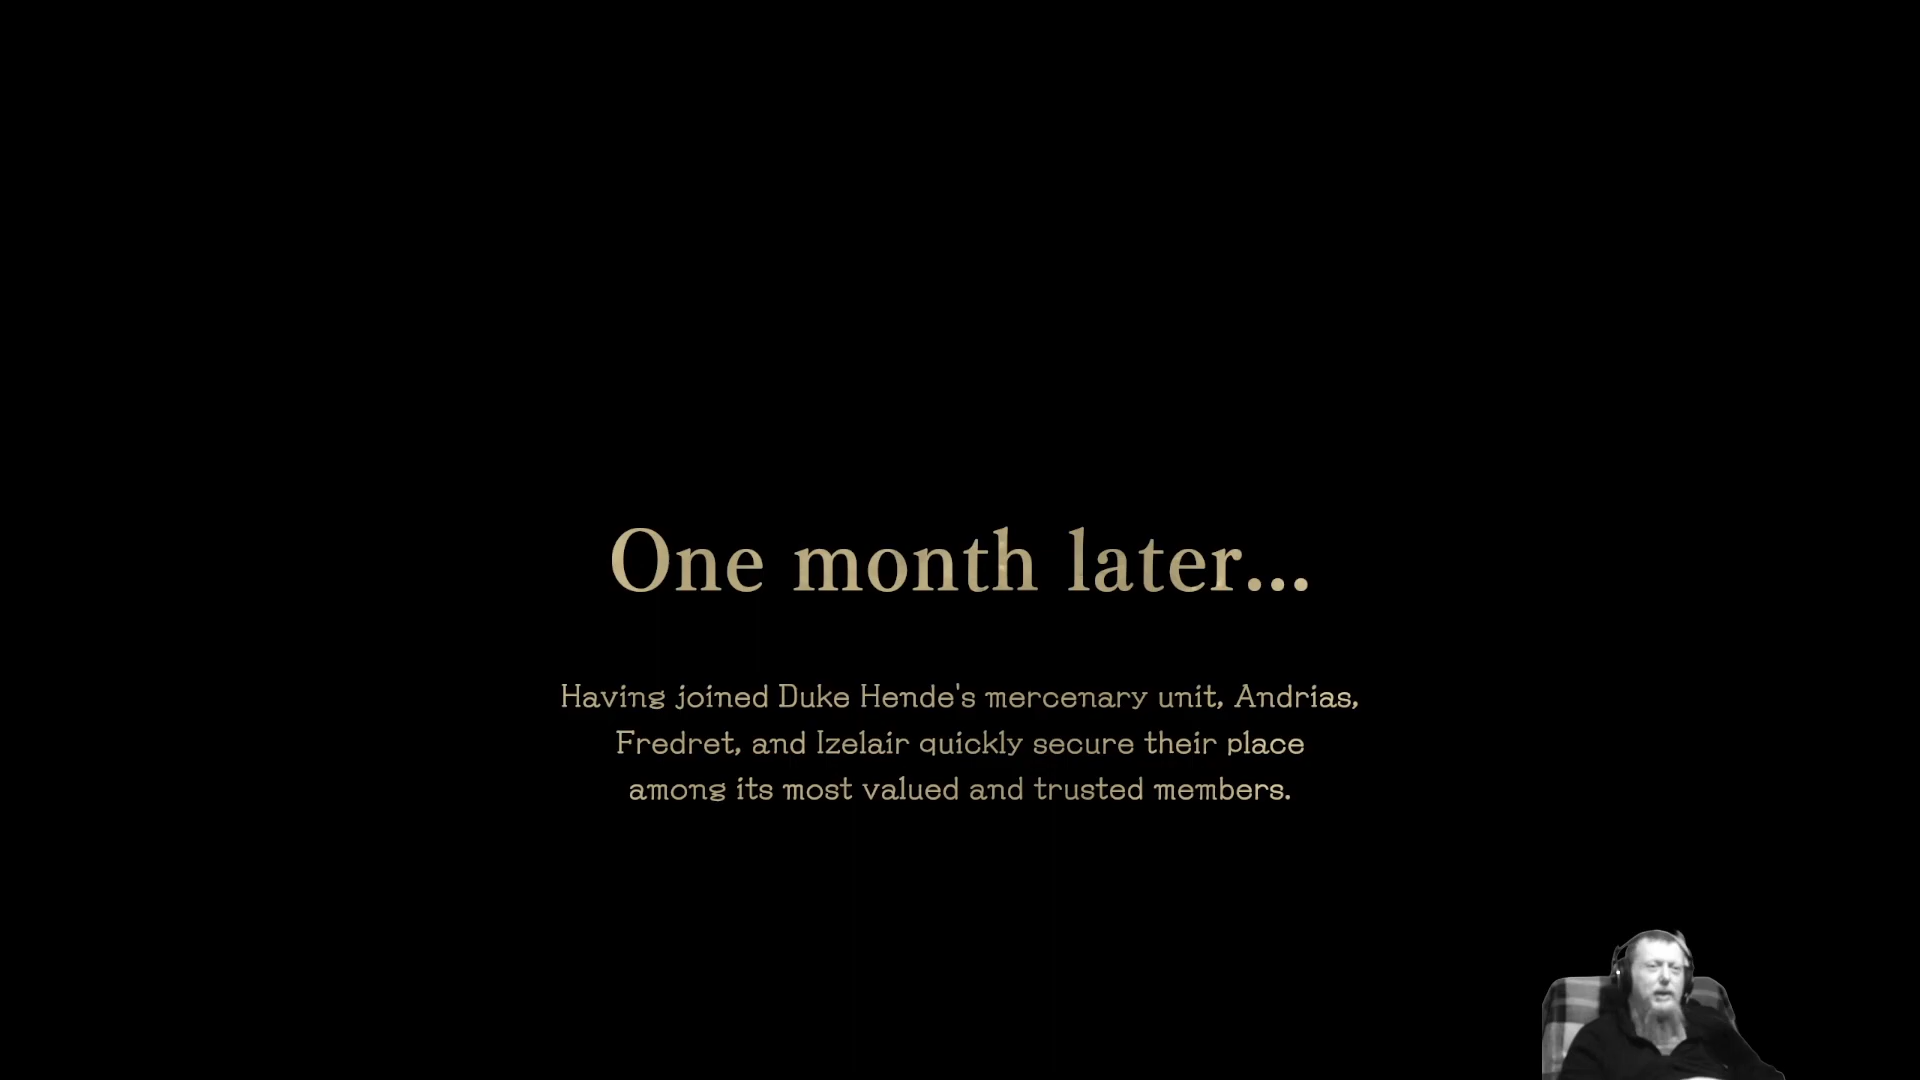 One month later...
Having joined Duke Hende's mercenary unit, Andrias,
Fredret, and Izelair quickly secure their place
among its most valued and trusted members.